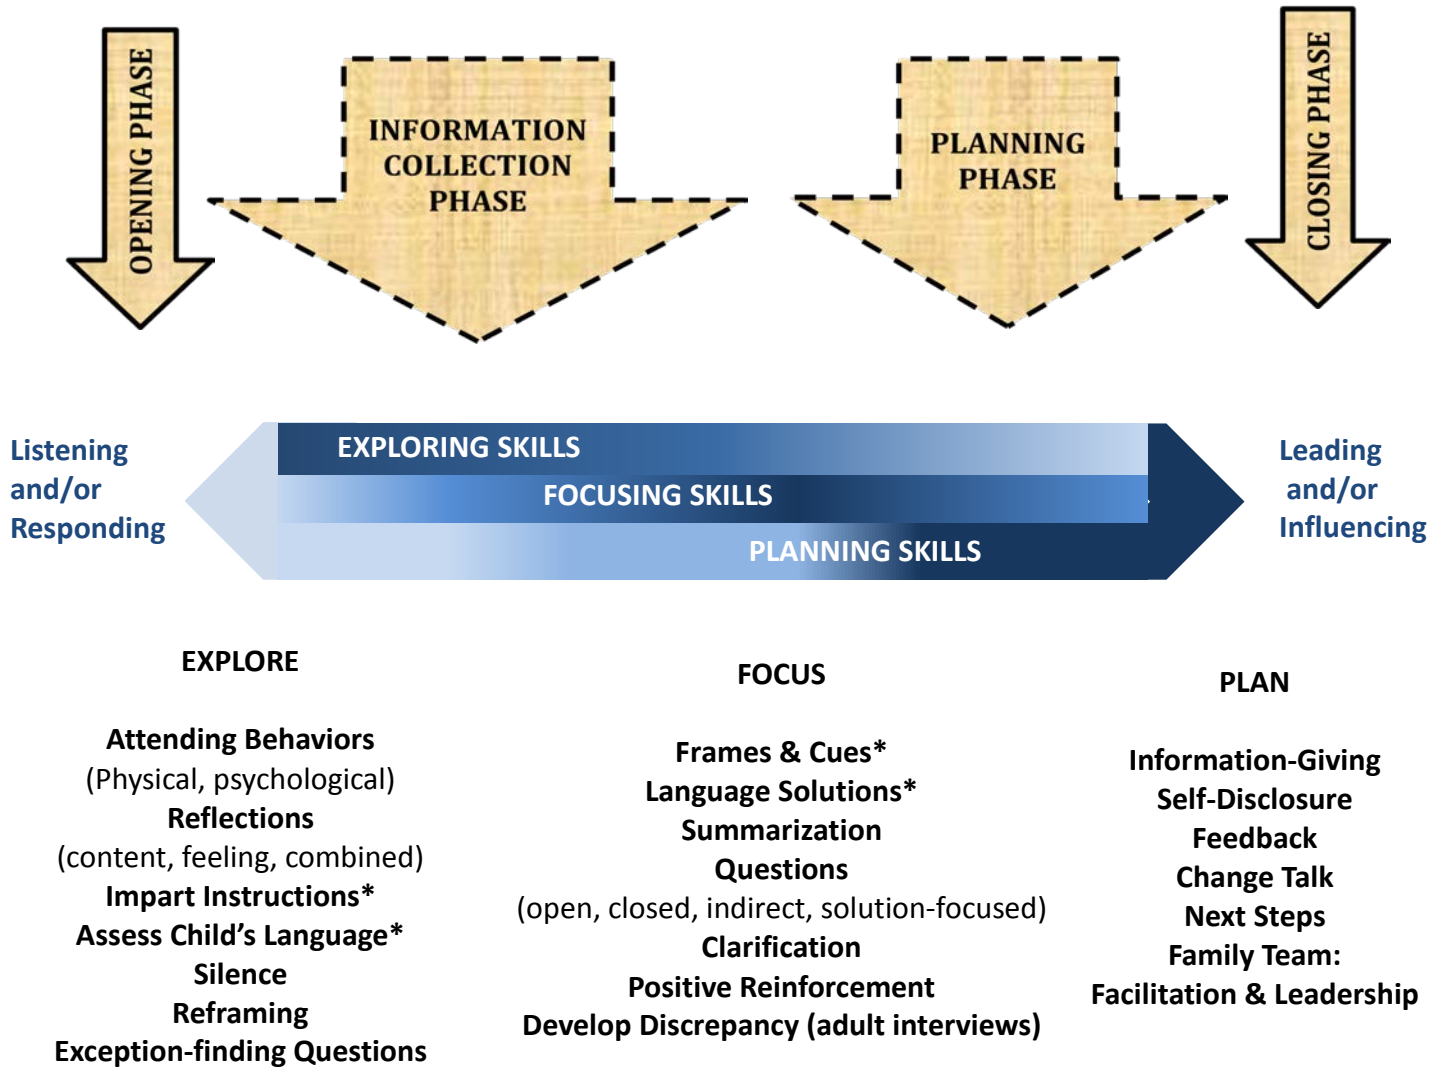 OPENING PHASE
INFORMATION
COLLECTION
PHASE
PLANNING
PHASE
CLOSING PHASE
Listening
and/or
Responding
EXPLORING SKILLS
FOCUSING SKILLS
PLANNING SKILLS
Leading
and/or
Influencing
EXPLORE
Attending Behaviors
(Physical, psychological)
Reflections
(content, feeling, combined)
Impart Instructions*
Assess Child’s Language*
Silence
Reframing
Exception-finding Questions
FOCUS
Frames & Cues*
Language Solutions*
Summarization
Questions
(open, closed, indirect, solution-focused)
Clarification
Positive Reinforcement
Develop Discrepancy (adult interviews)
PLAN
Information-Giving
Self-Disclosure
Feedback
Change Talk
Next Steps
Family Team:
Facilitation & Leadership